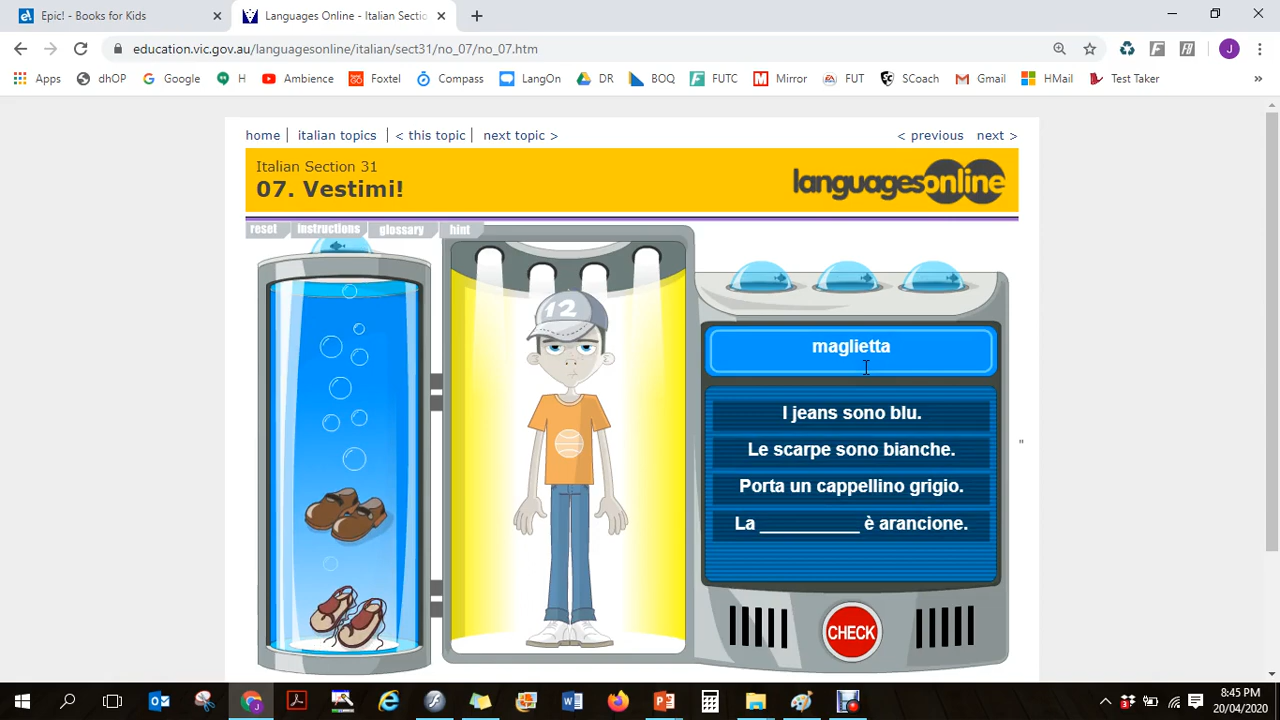 Epic! - Books for Kids
Languages Online - Italian Sectio
education.vic.gov.au/languagesonline/italian/sect31/no_07/no_07.htm
J
Apps dhOP Google H Ambience Foxtel Compass LangOn DR BOQ FUTC Mirror FUT SCoach Gmail HMail Test Taker »
home | italian topics | < this topic | next topic >
< previous | next >
Italian Section 31
07. Vestimi!
languagesonline
reset instructions glossary hint
12
maglietta
I jeans sono blu.
Le scarpe sono bianche.
"
Porta un cappellino grigio.
La __________ è arancione.
CHECK
8:45 PM
20/04/2020